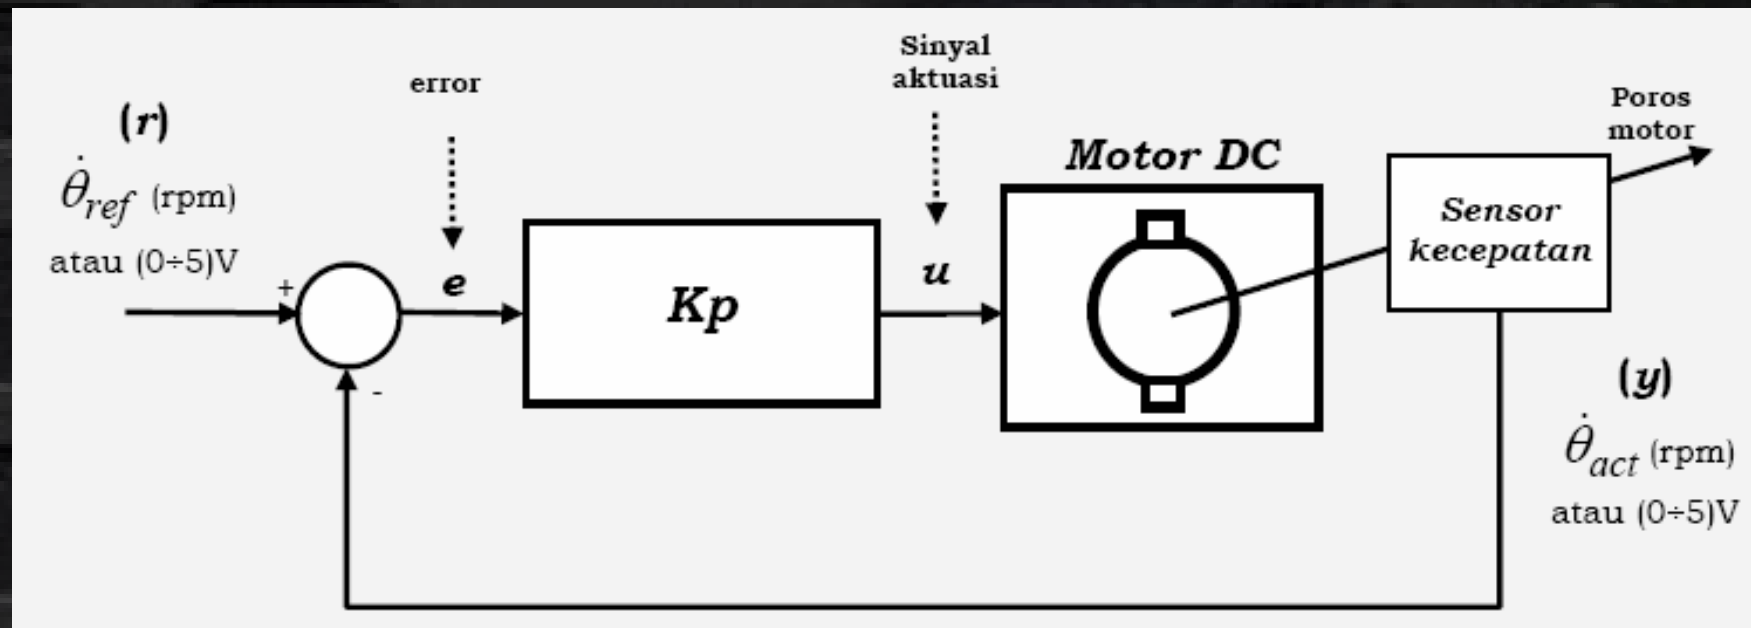 (r)
θ̇ref (rpm)
atau (0÷5)V
error
+
-
e
Kp
Sinyal
aktuasi
u
Motor DC
Sensor
kecepatan
Poros
motor
(y)
θ̇act (rpm)
atau (0÷5)V